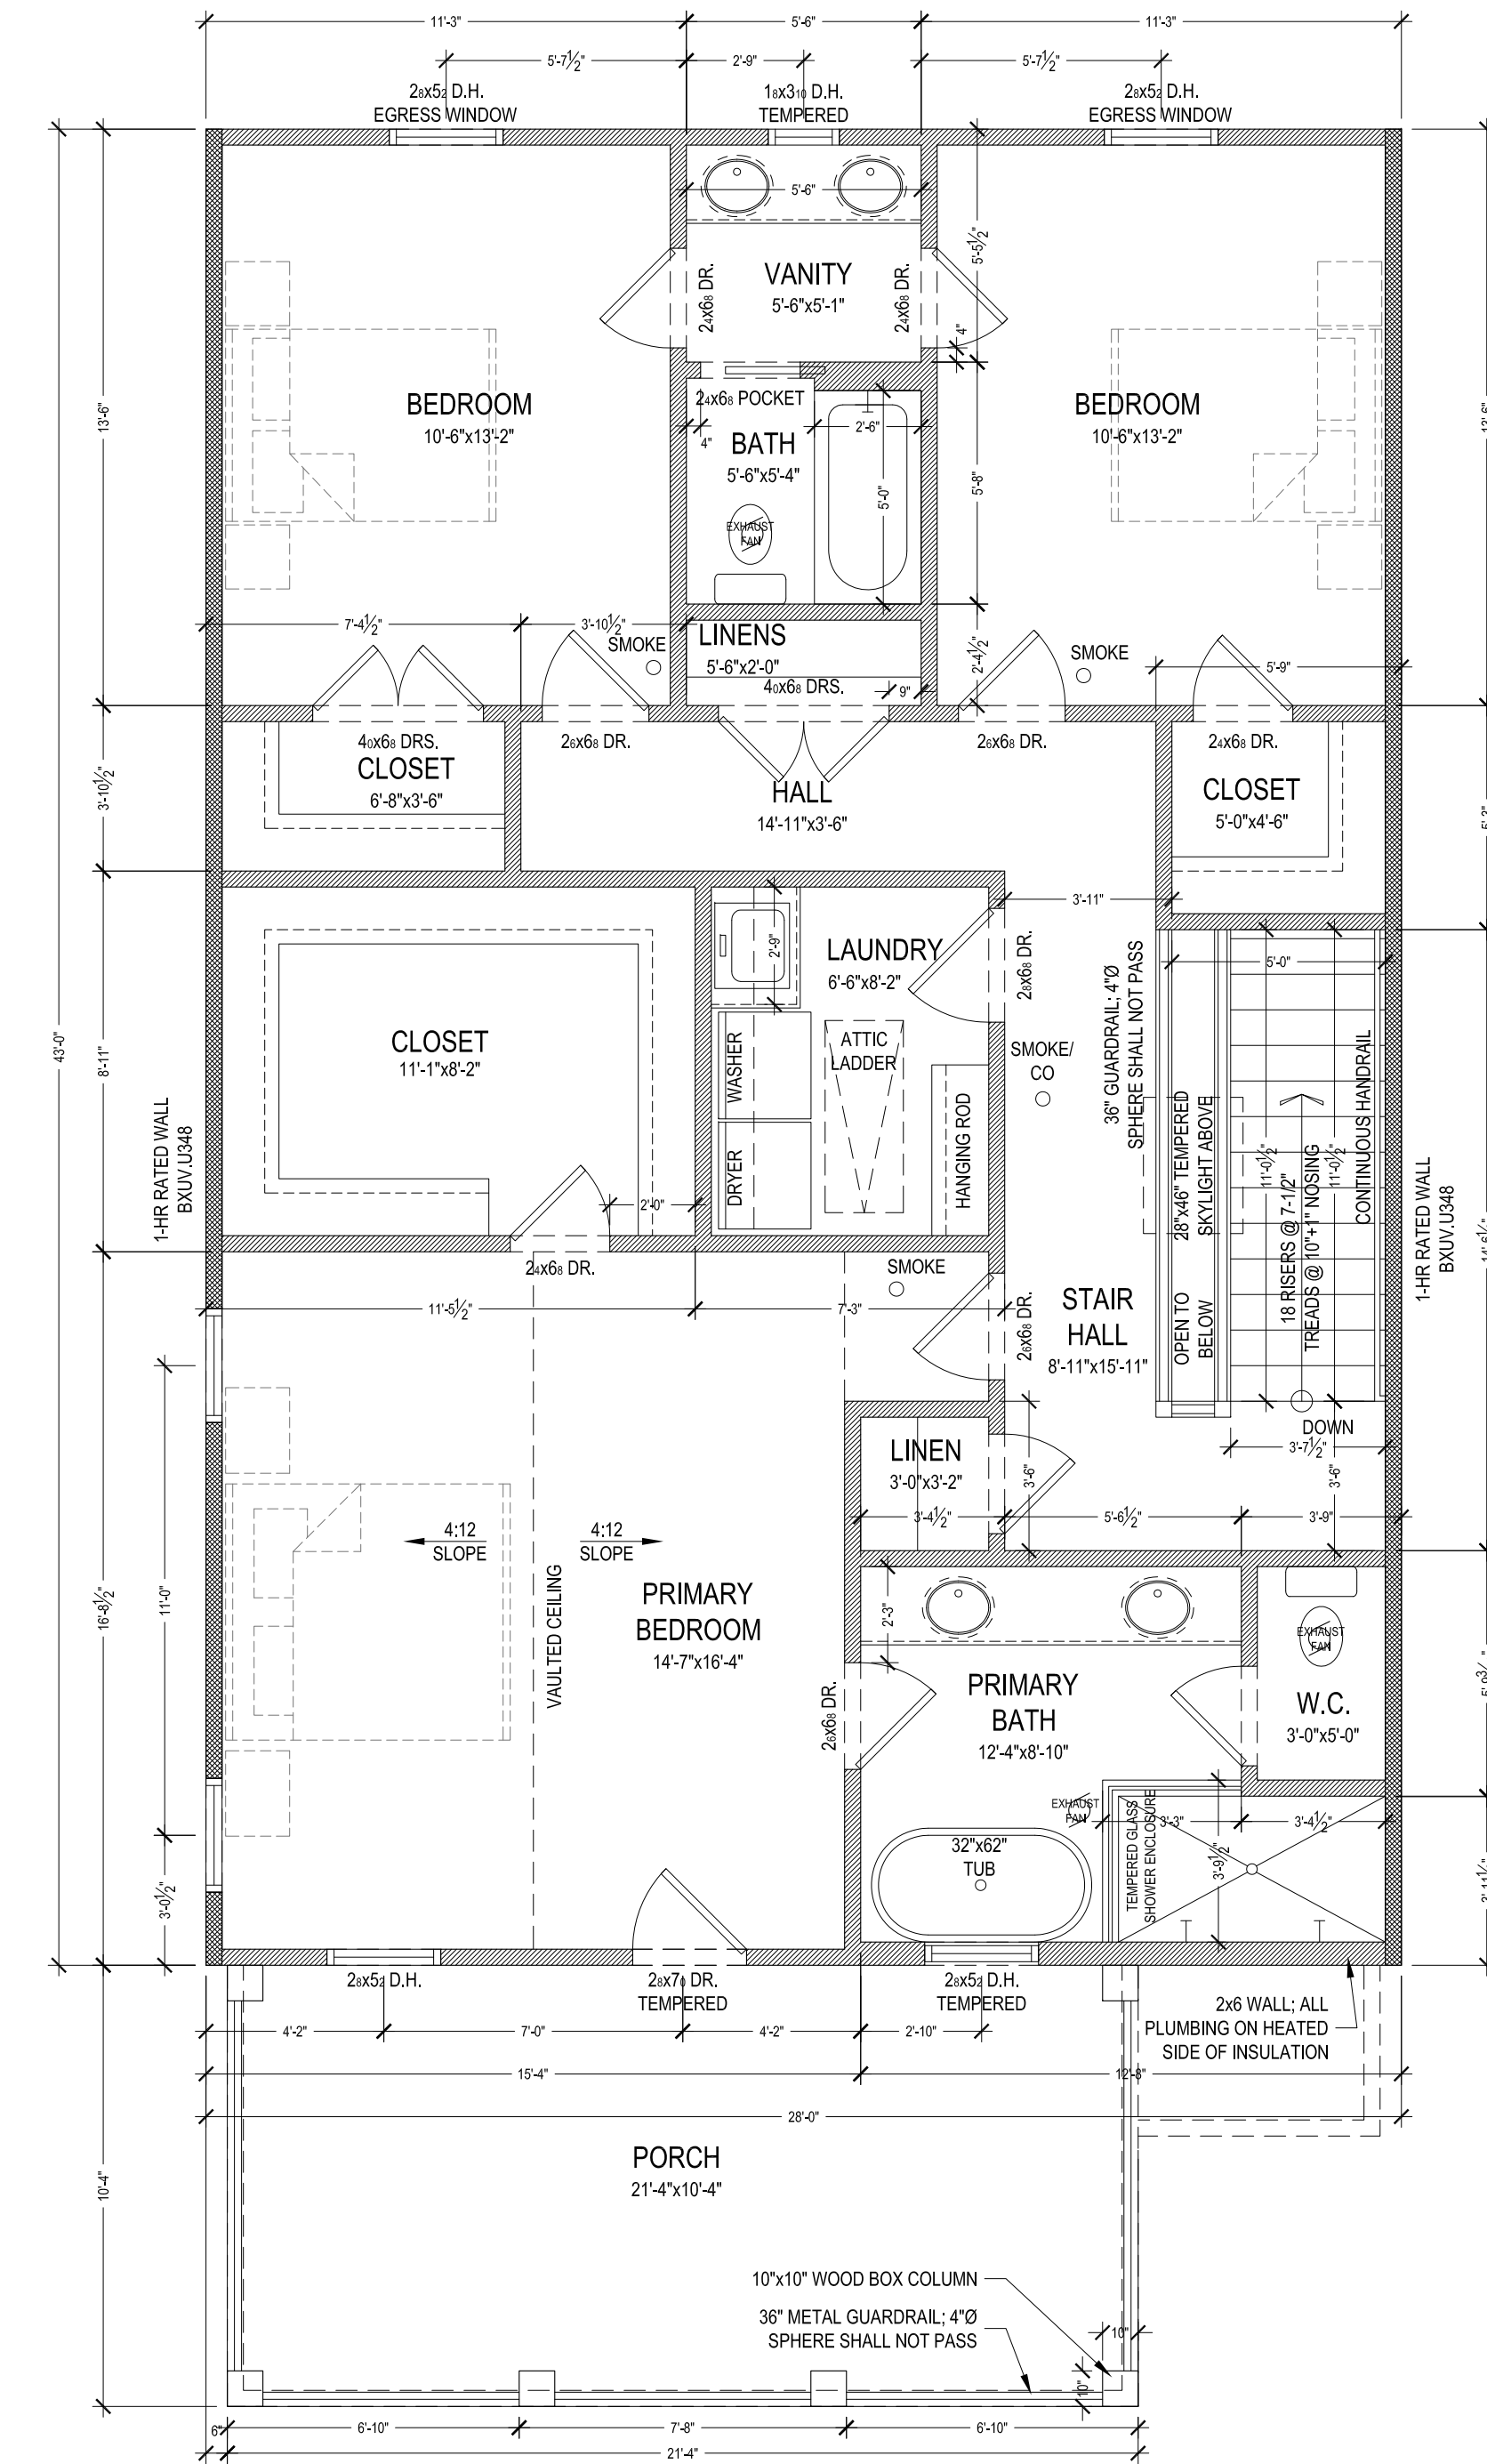 11'-3"
5'-6"
11'-3"
5'-7½"
2'-9"
5'-7½"
28x52 D.H.
EGRESS WINDOW
18x310 D.H.
TEMPERED
28x52 D.H.
EGRESS WINDOW
5'-6"
VANITY
5'-6"x5'-1"
24x68 DR.
24x68 DR.
5'-5½"
4"
BEDROOM
10'-6"x13'-2"
13'-6"
24x68 POCKET
4"
2'-6"
BATH
5'-6"x5'-4"
5'-0"
5'-8"
EXHAUST
FAN
BEDROOM
10'-6"x13'-2"
7'-4½"
3'-10½"
SMOKE
LINENS
5'-6"x2'-0"
40x68 DRS.
9"
2'-4½"
SMOKE
5'-9"
40x68 DRS.
CLOSET
6'-8"x3'-6"
3'-10½"
26x68 DR.
HALL
14'-11"x3'-6"
26x68 DR.
24x68 DR.
CLOSET
5'-0"x4'-6"
3'-11"
43'-0"
8'-11"
CLOSET
11'-1"x8'-2"
2'-9"
LAUNDRY
6'-6"x8'-2"
28x68 DR.
WASHER
DRYER
ATTIC
LADDER
HANGING ROD
SMOKE/
CO
36" GUARDRAIL; 4"Ø
SPHERE SHALL NOT PASS
5'-0"
28"x46" TEMPERED
SKYLIGHT ABOVE
OPEN TO
BELOW
11'-0½"
11'-0½"
18 RISERS @ 7-1/2"
TREADS @ 10"+1" NOSING
CONTINUOUS HANDRAIL
1-HR RATED WALL
BXUV.U348
1-HR RATED WALL
BXUV.U348
2'-0"
24x68 DR.
SMOKE
11'-5½"
7'-3"
26x68 DR.
STAIR
HALL
8'-11"x15'-11"
DOWN
3'-7½"
LINEN
3'-0"x3'-2"
3'-6"
3'-6"
3'-4½"
5'-6½"
3'-9"
4:12
SLOPE
4:12
SLOPE
VAULTED CEILING
16'-8½"
11'-0"
3'-0½"
PRIMARY
BEDROOM
14'-7"x16'-4"
2'-3"
26x68 DR.
PRIMARY
BATH
12'-4"x8'-10"
EXHAUST
FAN
W.C.
3'-0"x5'-0"
EXHAUST
FAN
3'-3"
3'-4½"
3'-9½"
TEMPERED GLASS
SHOWER ENCLOSURE
32"x62"
TUB
28x52 D.H.
28x70 DR.
TEMPERED
28x52 D.H.
TEMPERED
2x6 WALL; ALL
PLUMBING ON HEATED
SIDE OF INSULATION
4'-2"
7'-0"
4'-2"
2'-10"
15'-4"
12'-8"
28'-0"
PORCH
21'-4"x10'-4"
10'-4"
10"x10" WOOD BOX COLUMN
36" METAL GUARDRAIL; 4"Ø
SPHERE SHALL NOT PASS
10"
10"
6"
6'-10"
7'-8"
6'-10"
21'-4"